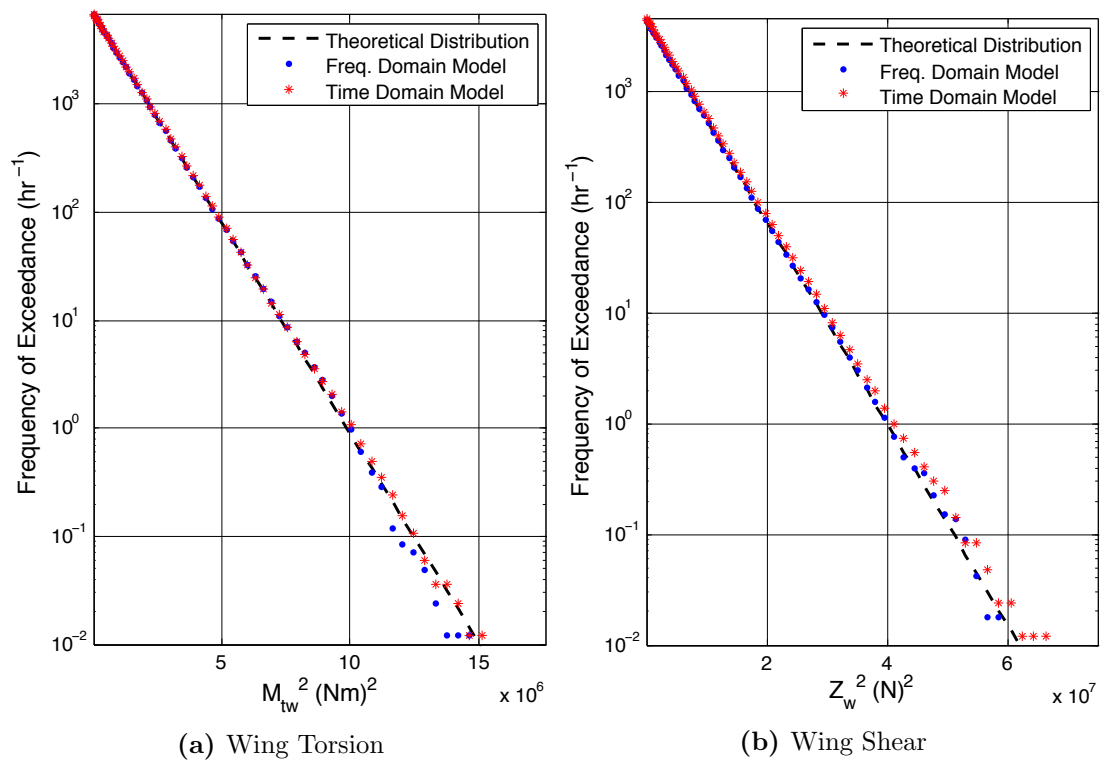 Theoretical Distribution
Freq. Domain Model
Time Domain Model
Frequency of Exceedance (hr⁻¹)
10³
10²
10¹
10⁰
10⁻¹
10⁻²
5 10 15
M_tw² (Nm)²
x 10⁶
(a) Wing Torsion
Theoretical Distribution
Freq. Domain Model
Time Domain Model
Frequency of Exceedance (hr⁻¹)
10³
10²
10¹
10⁰
10⁻¹
10⁻²
2 4 6
Z_w² (N)²
x 10⁷
(b) Wing Shear